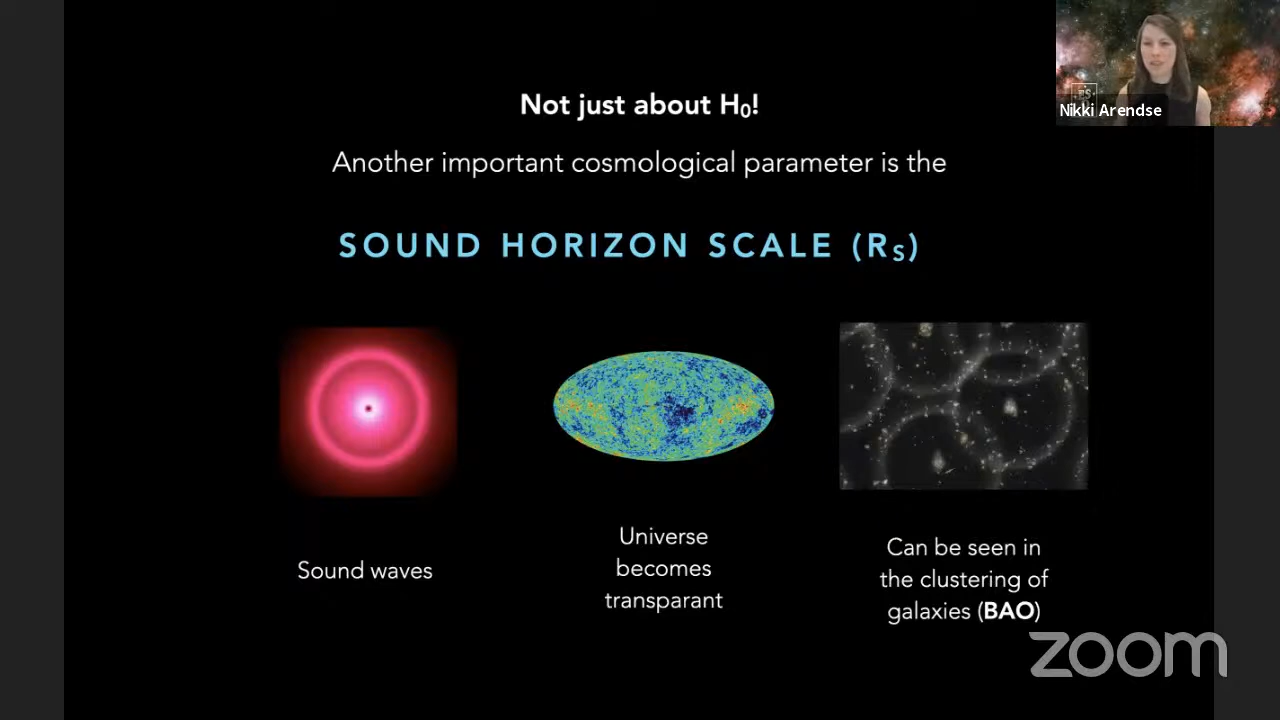 Not just about H₀!
Nikki Arendse
Another important cosmological parameter is the
SOUND HORIZON SCALE (Rₛ)
Sound waves
Universe
becomes
transparant
Can be seen in
the clustering of
galaxies (BAO)
zoom